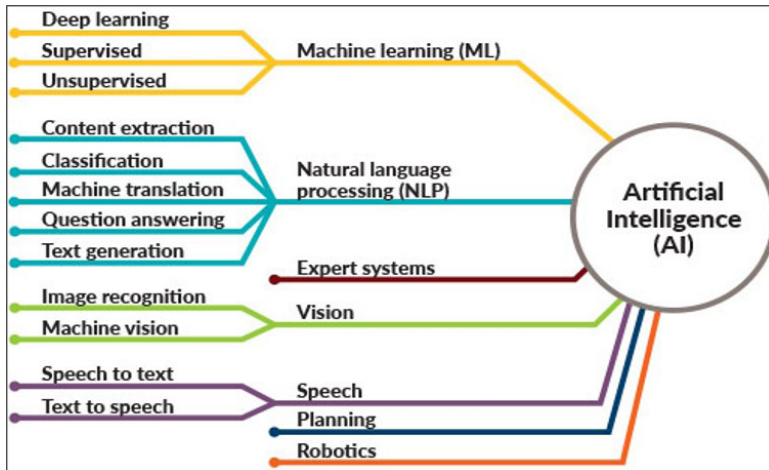 Deep learning
Supervised
Unsupervised
Machine learning (ML)
Content extraction
Classification
Machine translation
Question answering
Text generation
Natural language
processing (NLP)
Expert systems
Image recognition
Machine vision
Vision
Speech to text
Text to speech
Speech
Planning
Robotics
Artificial
Intelligence
(AI)